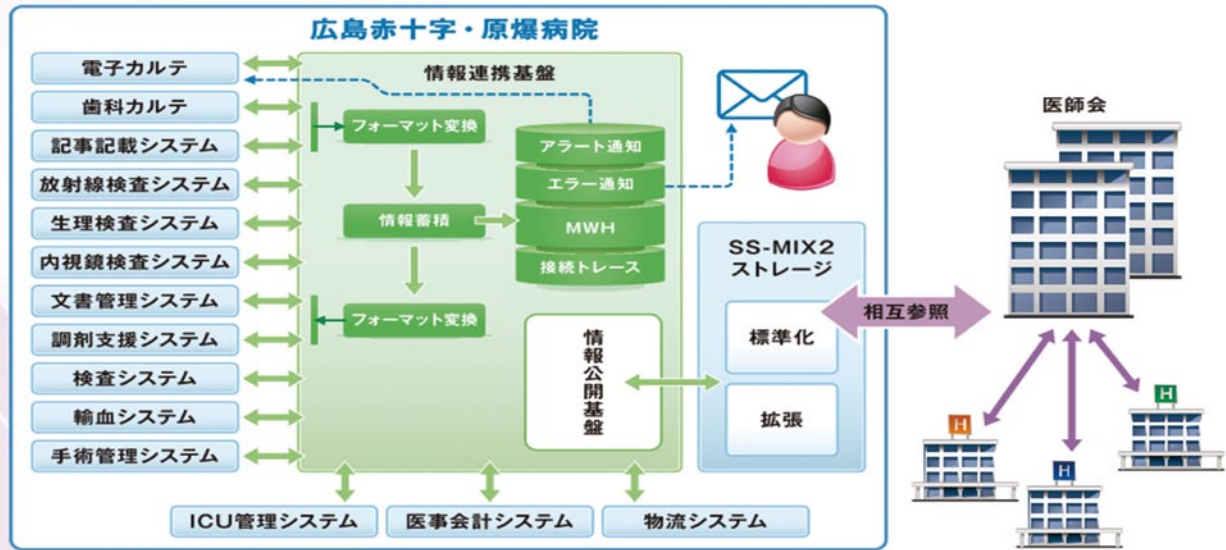 広島赤十字・原爆病院
電子カルテ
歯科カルテ
記事記載システム
放射線検査システム
生理検査システム
内視鏡検査システム
文書管理システム
調剤支援システム
検査システム
輸血システム
手術管理システム
情報連携基盤
フォーマット変換
情報蓄積
フォーマット変換
アラート通知
エラー通知
MWH
接続トレース
情報公開基盤
SS-MIX2
ストレージ
標準化
拡張
ICU管理システム
医事会計システム
物流システム
相互参照
医師会
H
H
H